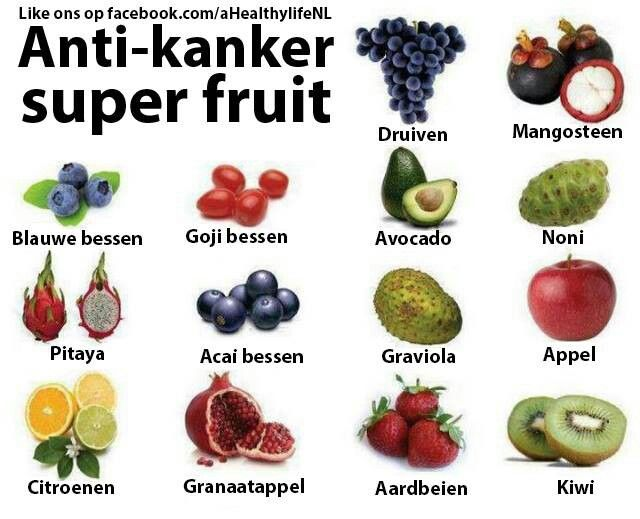 Like ons op facebook.com/aHealthylifeNL
Anti-kanker
super fruit
Druiven
Mangosteen
Blauwe bessen
Goji bessen
Avocado
Noni
Pitaya
Acai bessen
Graviola
Appel
Citroenen
Granaatappel
Aardbeien
Kiwi